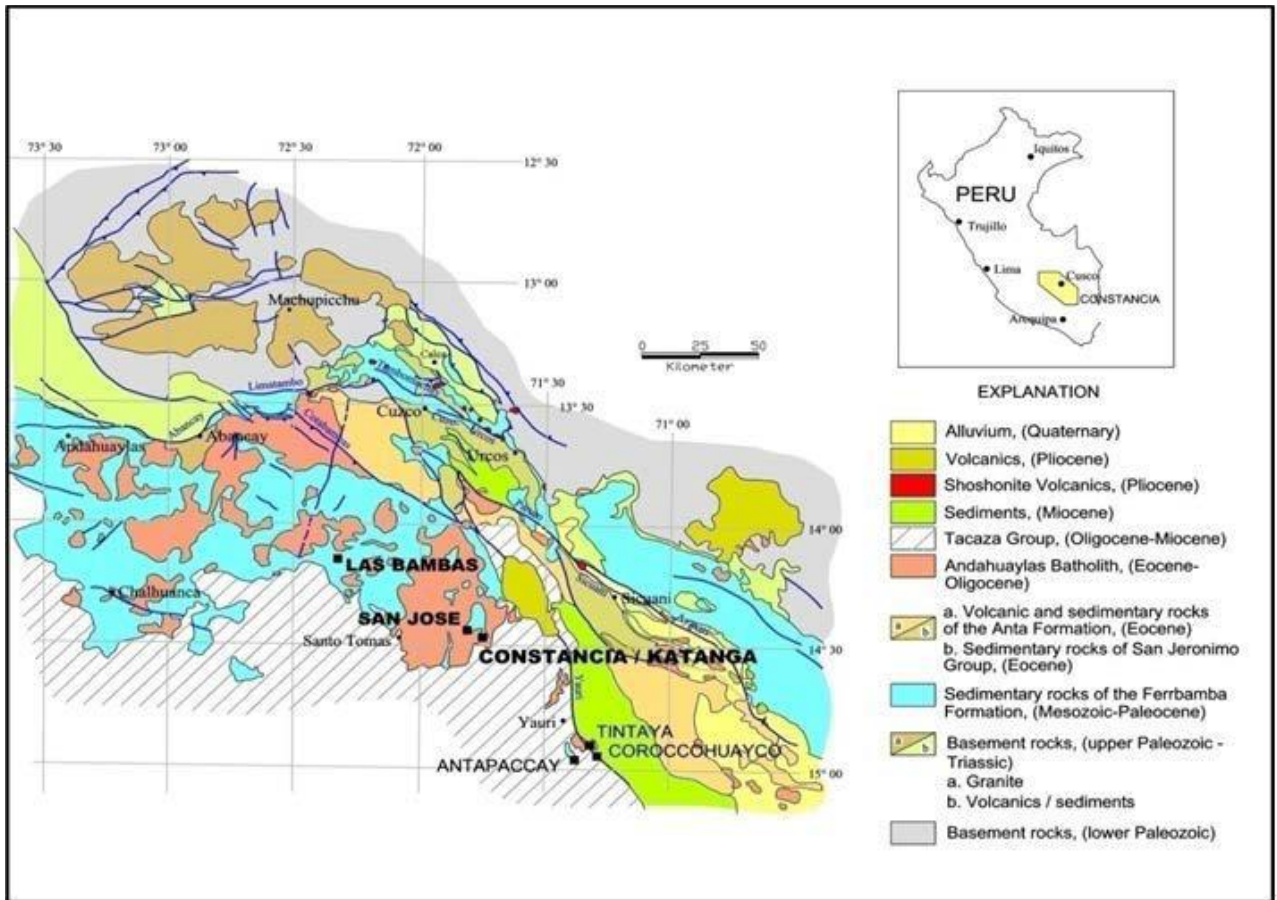 73° 30
73° 00
72° 30
72° 00
12° 30
13° 00
Machupicchu
Calca
71° 30
13° 30
Limatambo
Cuzco
71° 00
Abancay
Abancay
Andahuaylas
Urcos
14° 00
LAS BAMBAS
Chalhuanca
Sicuani
Sicuani
SAN JOSE
Santo Tomas
14° 30
CONSTANCIA / KATANGA
Yauri
Yauri
TINTAYA
COROCCOHUAYCO
ANTAPACCAY
15° 00
0 25 50
Kilometer
Iquitos
PERU
Trujillo
Lima
Cusco
CONSTANCIA
Arequipa
EXPLANATION
Alluvium, (Quaternary)
Volcanics, (Pliocene)
Shoshonite Volcanics, (Pliocene)
Sediments, (Miocene)
Tacaza Group, (Oligocene-Miocene)
Andahuaylas Batholith, (Eocene-
Oligocene)
a b
a. Volcanic and sedimentary rocks
of the Anta Formation, (Eocene)
b. Sedimentary rocks of San Jeronimo
Group, (Eocene)
Sedimentary rocks of the Ferrbamba
Formation, (Mesozoic-Paleocene)
a b
Basement rocks, (upper Paleozoic -
Triassic)
a. Granite
b. Volcanics / sediments
Basement rocks, (lower Paleozoic)